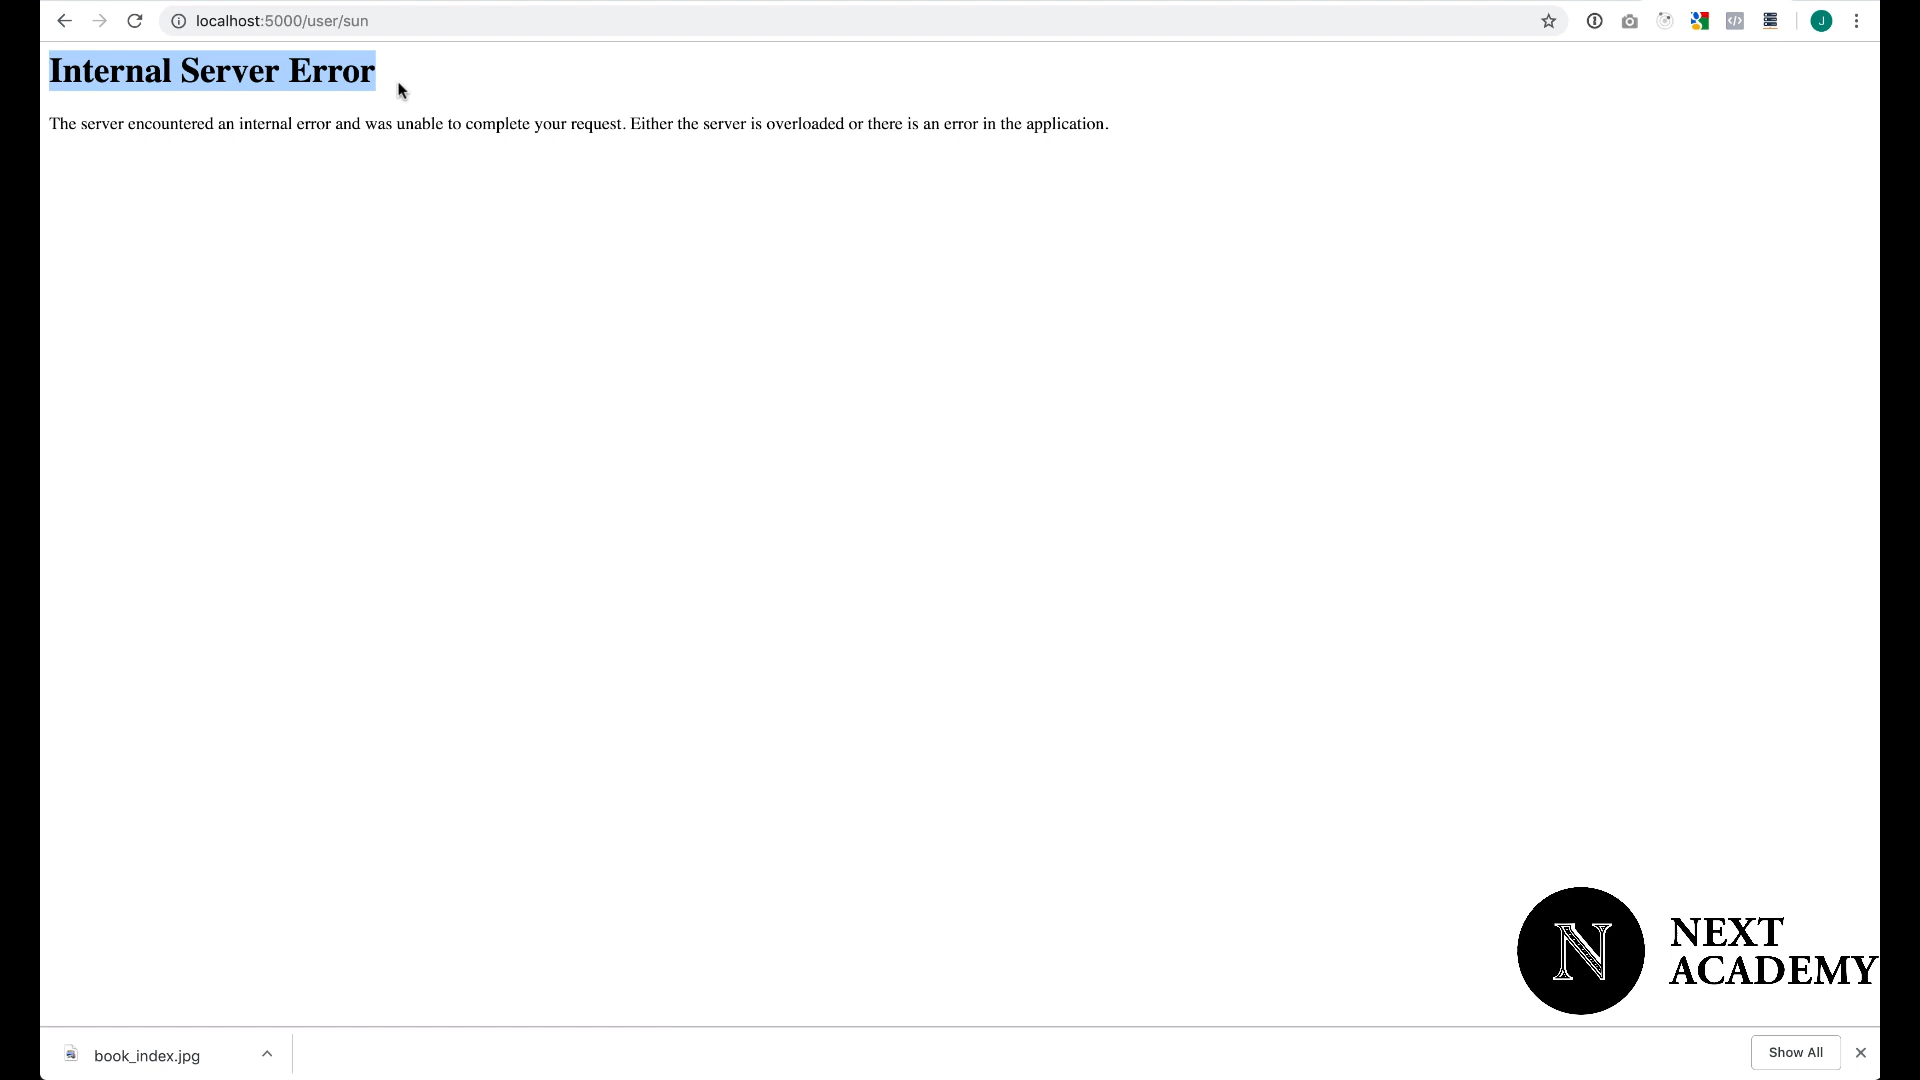 localhost:5000/user/sun
J
Internal Server Error
The server encountered an internal error and was unable to complete your request. Either the server is overloaded or there is an error in the application.
N
NEXT
ACADEMY
book_index.jpg
Show All